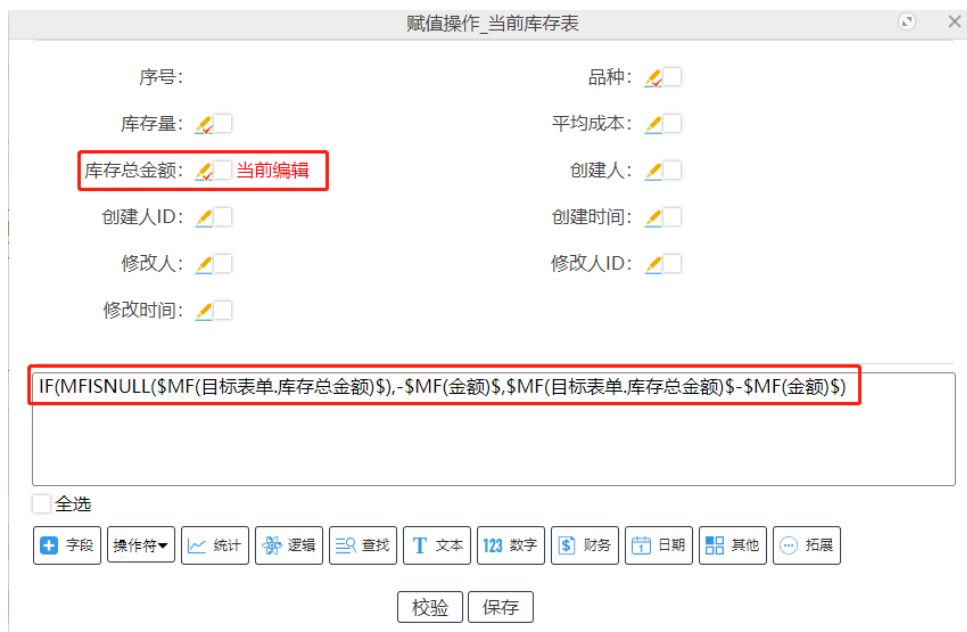 赋值操作_当前库存表
序号： 品种：
库存量： 平均成本：
库存总金额： 当前编辑 创建人：
创建人ID： 创建时间：
修改人： 修改人ID：
修改时间：
IF(MFISNULL($MF(目标表单.库存总金额)$),-$MF(金额)$,$MF(目标表单.库存总金额)$-$MF(金额)$)
全选
字段 操作符 统计 逻辑 查找 T 文本 123 数字 $ 财务 1 日期 其他 拓展
校验 保存